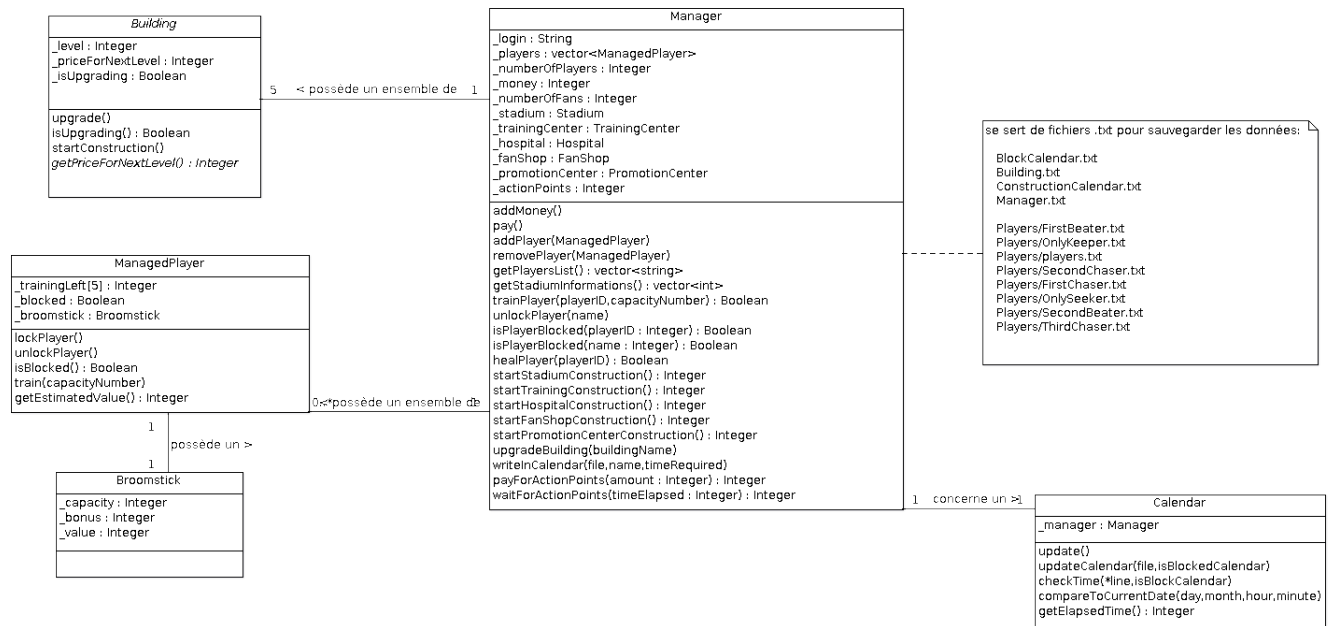 Building
_level : Integer
_priceForNextLevel : Integer
_isUpgrading : Boolean
upgrade()
isUpgrading() : Boolean
startConstruction()
getPriceForNextLevel() : Integer
5 < possède un ensemble de 1
Manager
_login : String
_players : vector<ManagedPlayer>
_numberOfPlayers : Integer
_money : Integer
_numberOfFans : Integer
_stadium : Stadium
_trainingCenter : TrainingCenter
_hospital : Hospital
_fanShop : FanShop
_promotionCenter : PromotionCenter
_actionPoints : Integer
addMoney()
pay()
addPlayer(ManagedPlayer)
removePlayer(ManagedPlayer)
getPlayersList() : vector<string>
getStadiumInformations() : vector<int>
trainPlayer(playerID,capacityNumber) : Boolean
unlockPlayer(name)
isPlayerBlocked(playerID : Integer) : Boolean
isPlayerBlocked(name : Integer) : Boolean
healPlayer(playerID) : Boolean
startStadiumConstruction() : Integer
startTrainingConstruction() : Integer
startHospitalConstruction() : Integer
startFanShopConstruction() : Integer
startPromotionCenterConstruction() : Integer
upgradeBuilding(buildingName)
writeInCalendar(file,name,timeRequired)
payForActionPoints(amount : Integer) : Integer
waitForActionPoints(timeElapsed : Integer) : Integer
se sert de fichiers .txt pour sauvegarder les données:
BlockCalendar.txt
Building.txt
ConstructionCalendar.txt
Manager.txt
Players/FirstBeater.txt
Players/OnlyKeeper.txt
Players/players.txt
Players/SecondChaser.txt
Players/FirstChaser.txt
Players/OnlySeeker.txt
Players/SecondBeater.txt
Players/ThirdChaser.txt
ManagedPlayer
_trainingLeft[5] : Integer
_blocked : Boolean
_broomstick : Broomstick
lockPlayer()
unlockPlayer()
isBlocked() : Boolean
train(capacityNumber)
getEstimatedValue() : Integer
0..* < possède un ensemble de 1
1
possède un >
1
Broomstick
_capacity : Integer
_bonus : Integer
_value : Integer
1 concerne un > 1
Calendar
_manager : Manager
update()
updateCalendar(file,isBlockedCalendar)
checkTime(*line,isBlockCalendar)
compareToCurrentDate(day,month,hour,minute)
getElapsedTime() : Integer